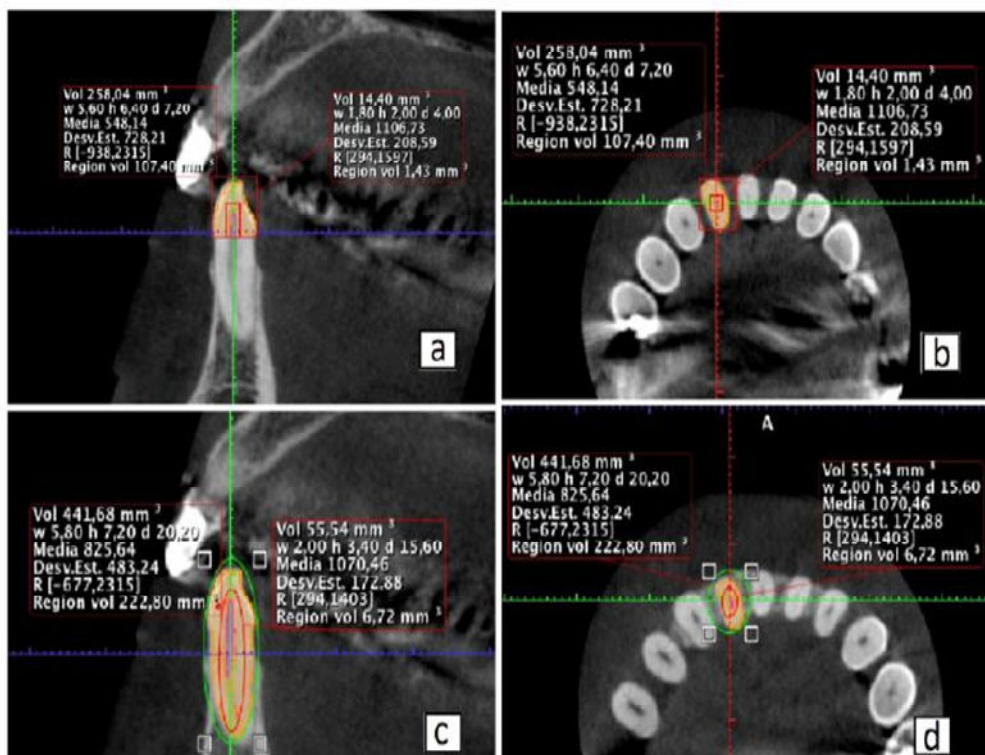 Vol 258,04 mm ³
w 5,60 h 6,40 d 7,20
Media 548,14
Desv.Est. 728,21
R [-938,2315]
Region vol 107,40 mm ³
Vol 14,40 mm ³
w 1,80 h 2,00 d 4,00
Media 1106,73
Desv.Est. 208,59
R [294,1597]
Region vol 1,43 mm ³
a
Vol 258,04 mm ³
w 5,60 h 6,40 d 7,20
Media 548,14
Desv.Est. 728,21
R [-938,2315]
Region vol 107,40 mm ³
Vol 14,40 mm ³
w 1,80 h 2,00 d 4,00
Media 1106,73
Desv.Est. 208,59
R [294,1597]
Region vol 1,43 mm ³
b
Vol 441,68 mm ³
w 5,80 h 7,20 d 20,20
Media 825,64
Desv.Est. 483,24
R [-677,2315]
Region vol 222,80 mm ³
Vol 55,54 mm ³
w 2,00 h 3,40 d 15,60
Media 1070,46
Desv.Est. 172,88
R [294,1403]
Region vol 6,72 mm ³
c
A
Vol 441,68 mm ³
w 5,80 h 7,20 d 20,20
Media 825,64
Desv.Est. 483,24
R [-677,2315]
Region vol 222,80 mm ³
Vol 55,54 mm ³
w 2,00 h 3,40 d 15,60
Media 1070,46
Desv.Est. 172,88
R [294,1403]
Region vol 6,72 mm ³
d